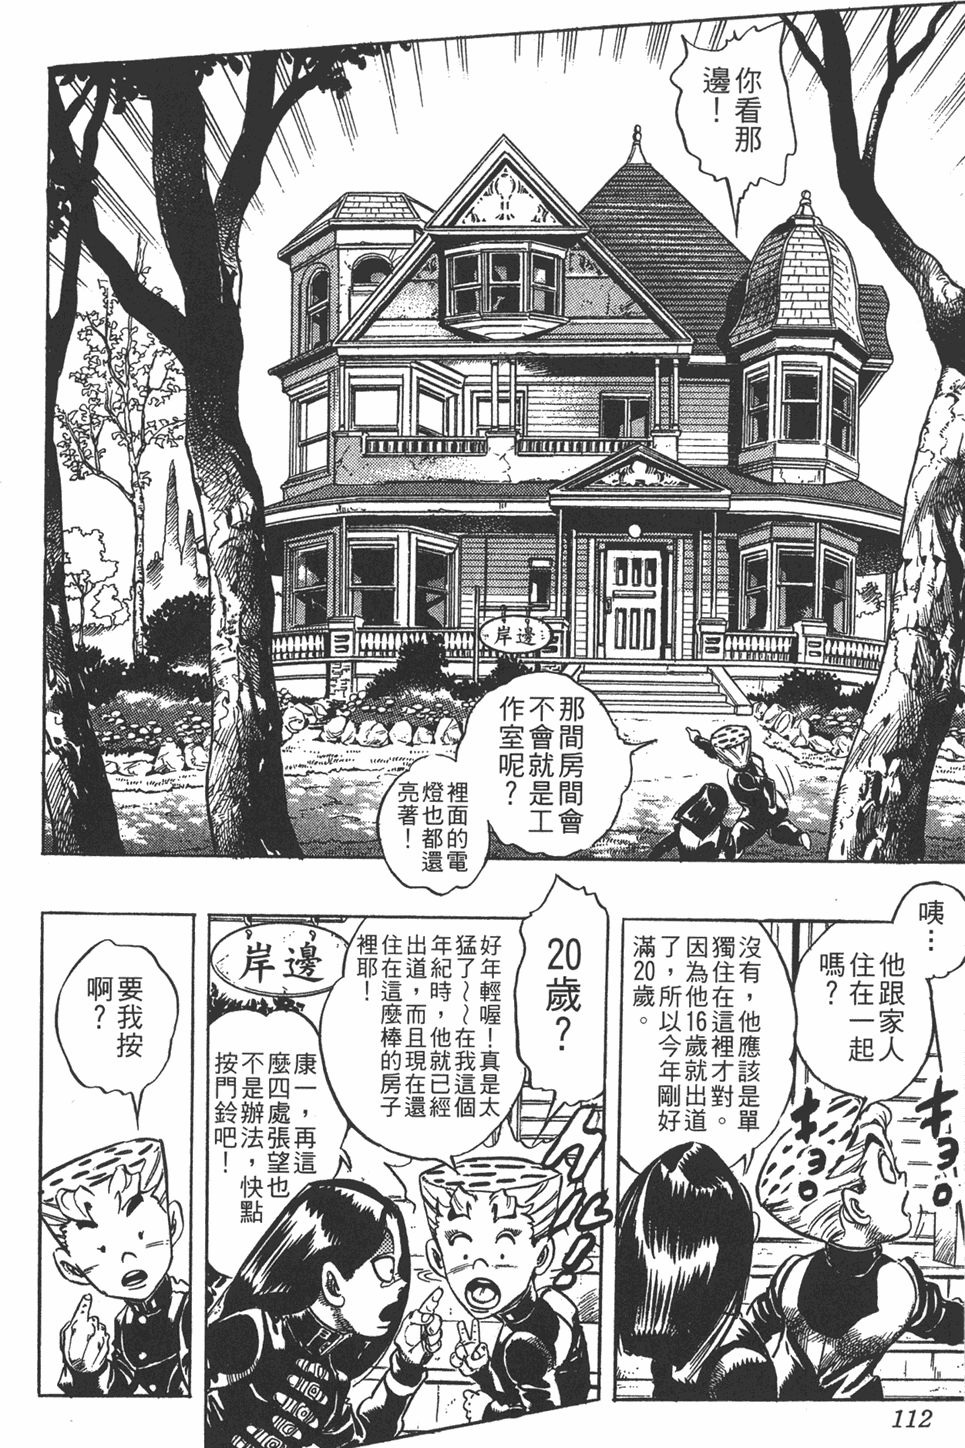 你看那
邊！
那間房間會
不會就是工
作室呢？
裡面的電
燈也都還
亮著！
岸邊
咦…
他跟家人
住在一起
嗎？
沒有，他應該是單
獨住在這裡才對。
因為他16歲就出道
了，所以今年剛好
滿20歲。
キョロ
キョロ
20歲？
好年輕喔！真是太
猛了～～在我這個
年紀時，他就已經
出道，而且現在還
住在這麼棒的房子
裡耶！
岸邊
康一，再這
麼四處張望也
不是辦法，快點
按門鈴吧！
要我按
啊？
112